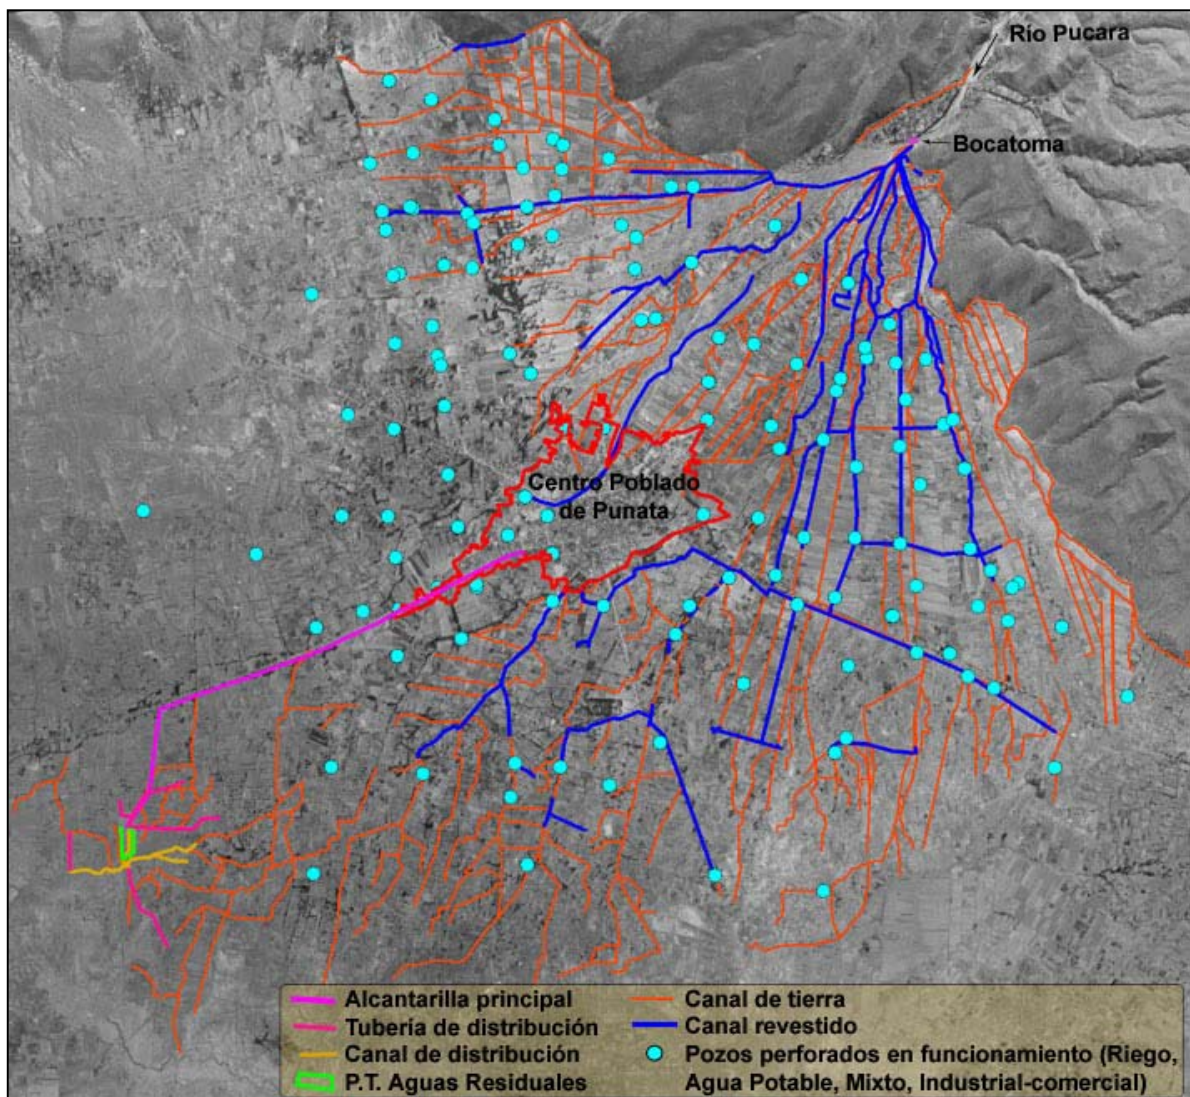 Río Pucara
Bocatoma
Centro Poblado
de Punata
Alcantarilla principal
Tubería de distribución
Canal de distribución
P.T. Aguas Residuales
Canal de tierra
Canal revestido
Pozos perforados en funcionamiento (Riego,
Agua Potable, Mixto, Industrial-comercial)